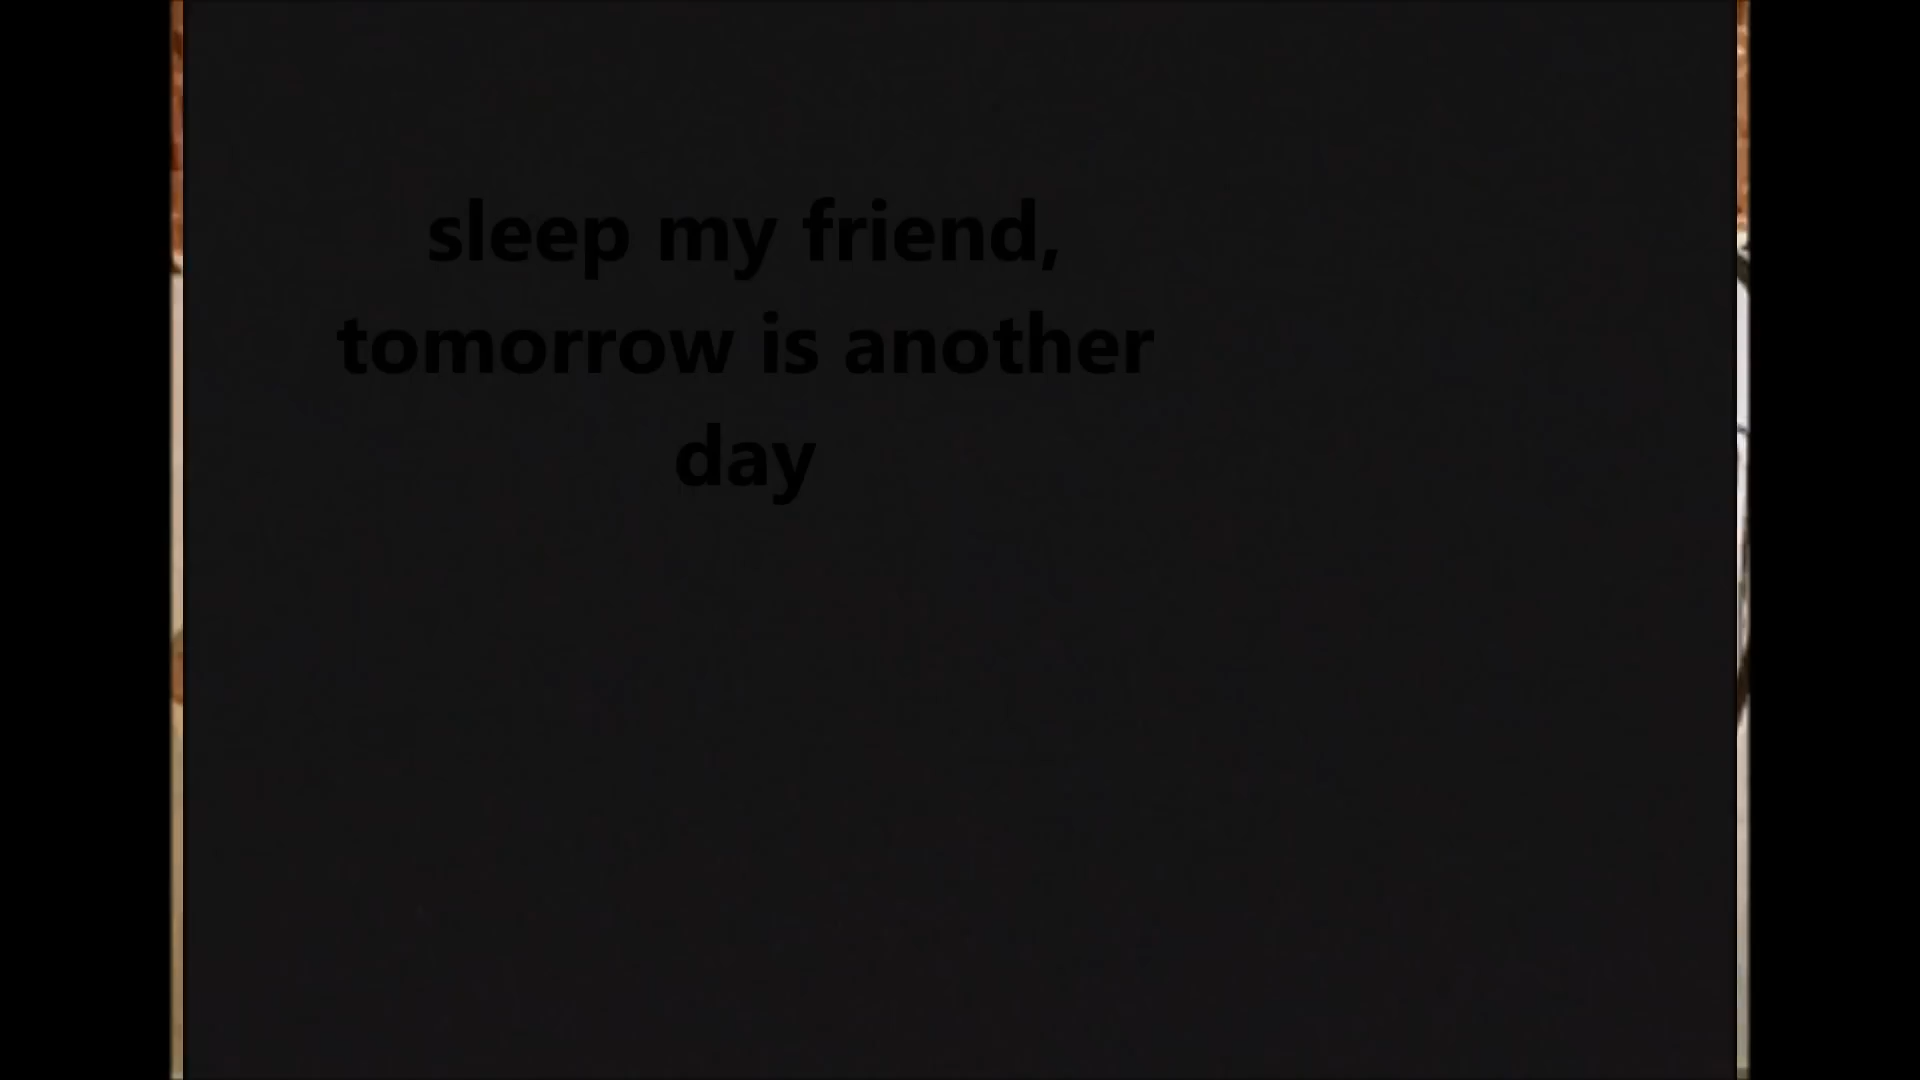 sleep my friend,
tomorrow is another
day